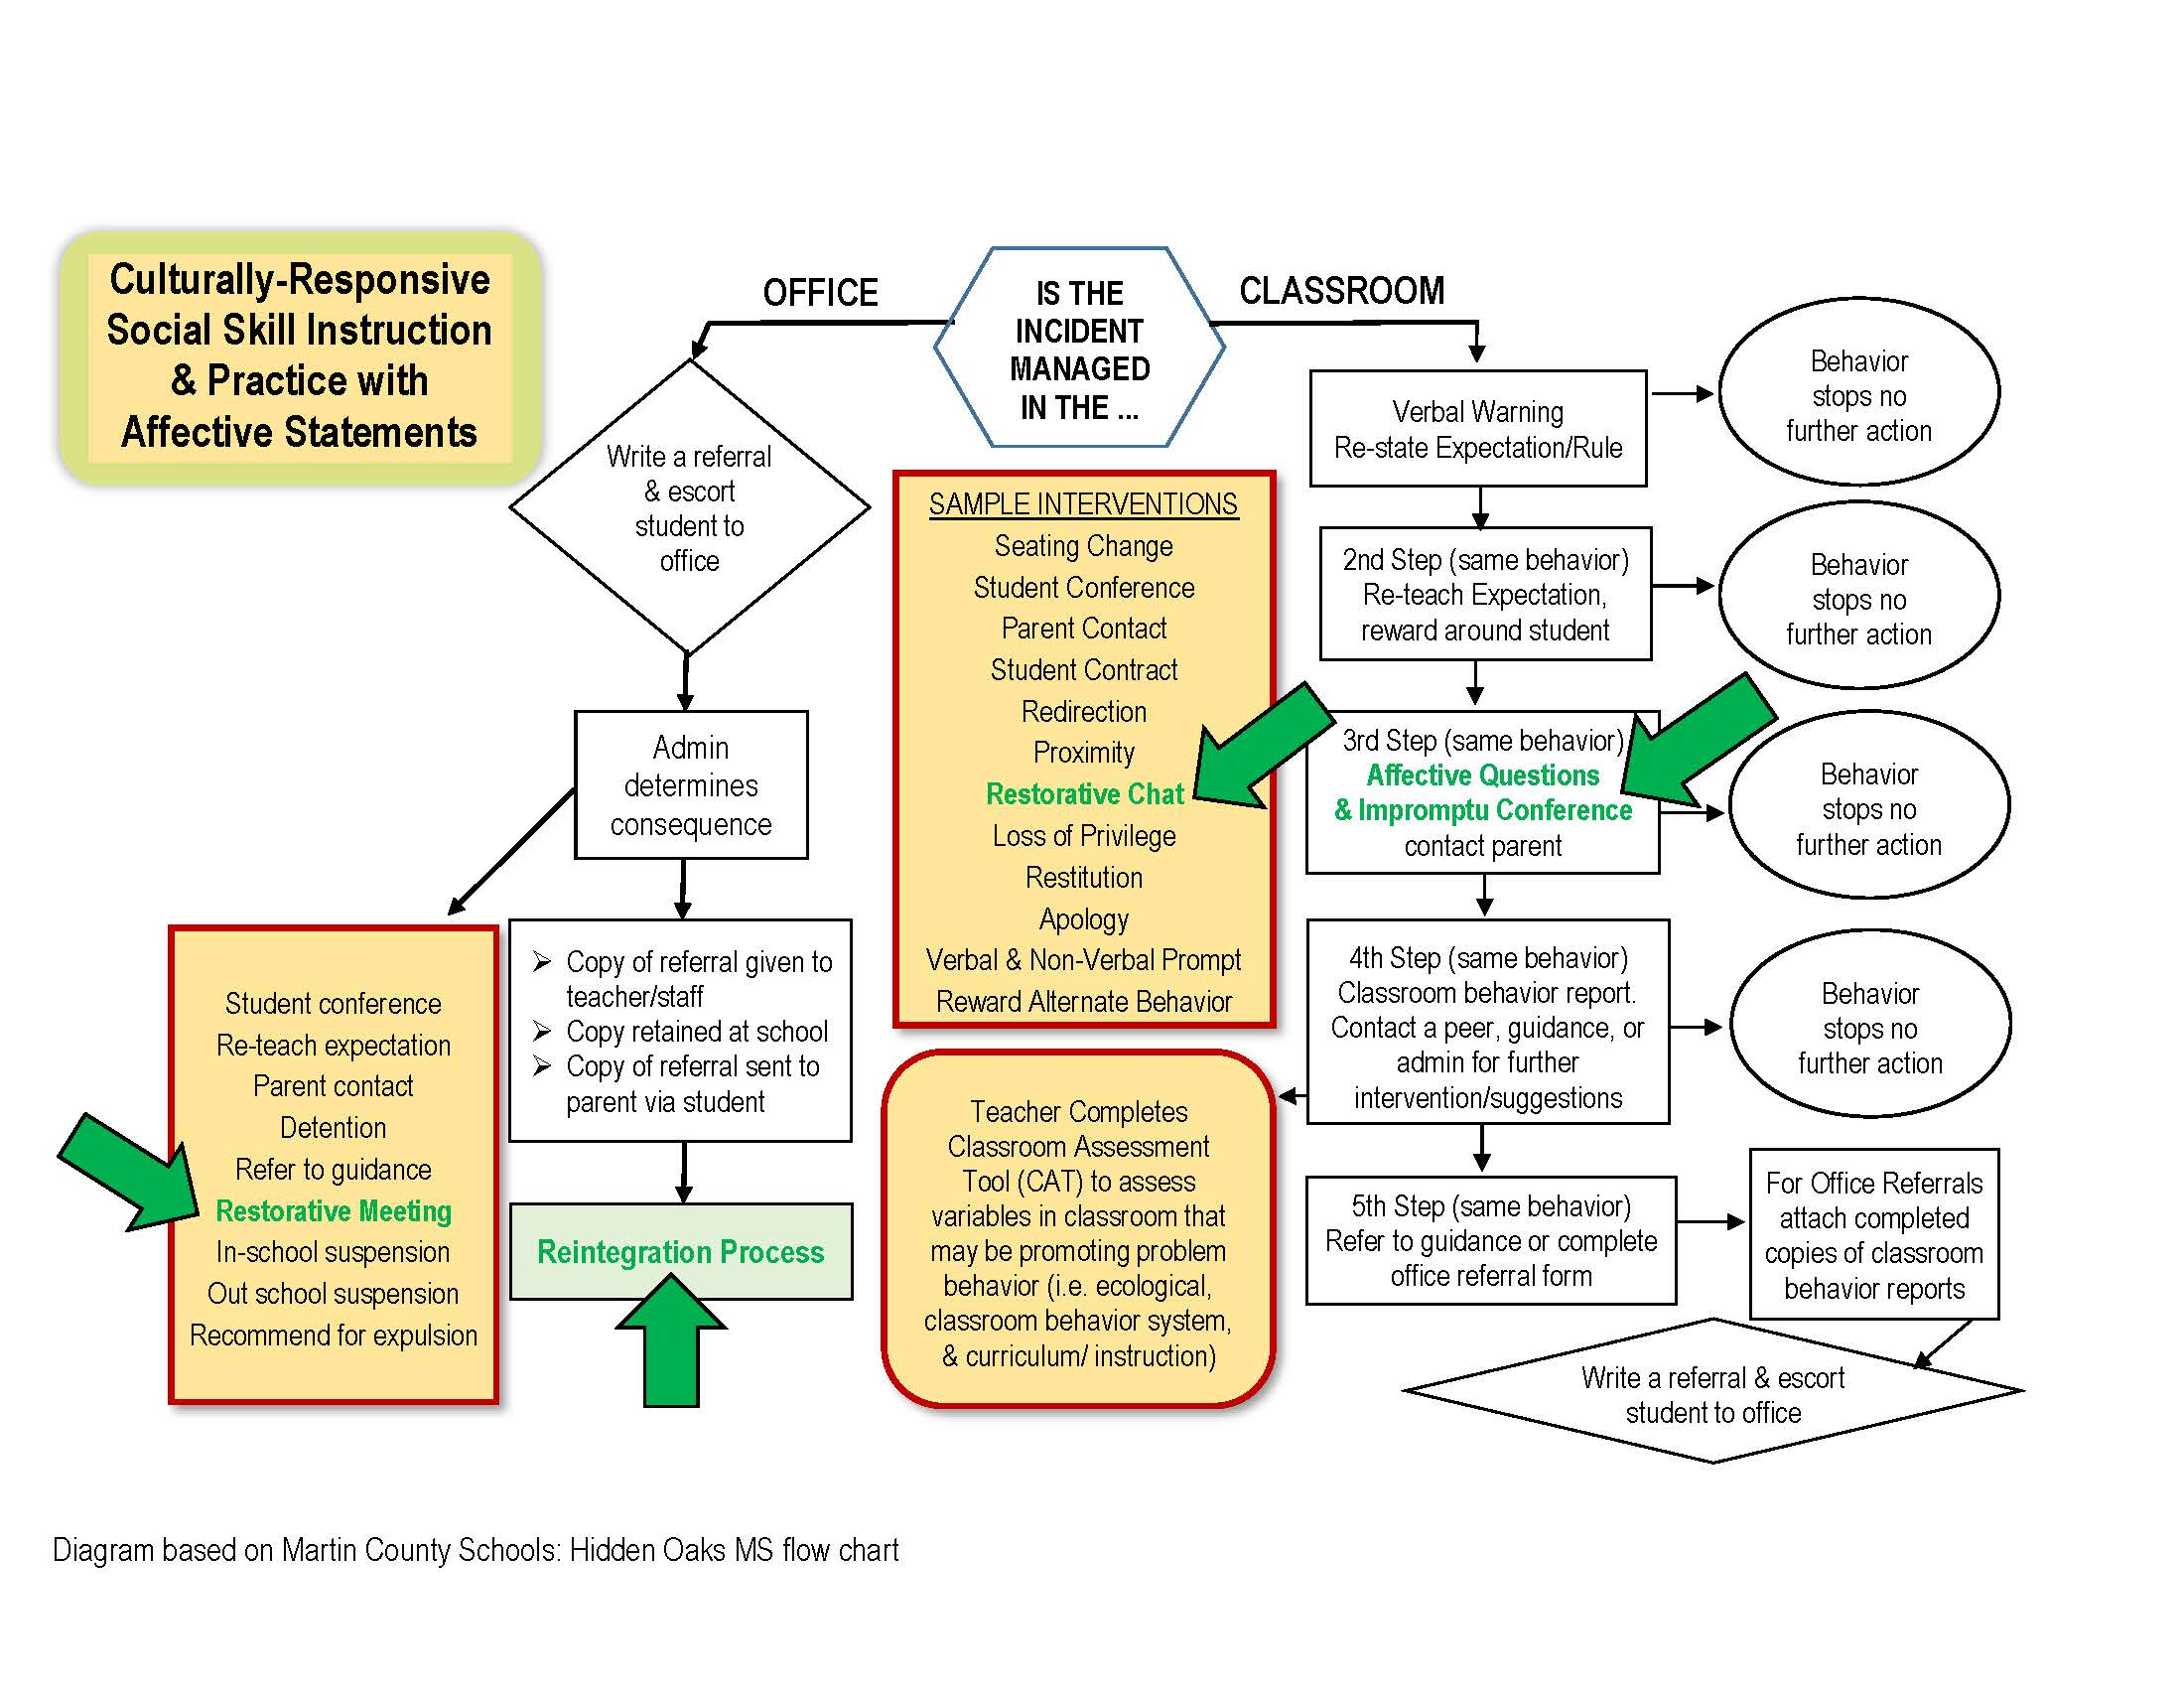 Culturally-Responsive
Social Skill Instruction
& Practice with
Affective Statements
OFFICE
IS THE
INCIDENT
MANAGED
IN THE ...
CLASSROOM
Write a referral
& escort
student to
office
Admin
determines
consequence
Student conference
Re-teach expectation
Parent contact
Detention
Refer to guidance
Restorative Meeting
In-school suspension
Out school suspension
Recommend for expulsion
➢ Copy of referral given to
teacher/staff
➢ Copy retained at school
➢ Copy of referral sent to
parent via student
Reintegration Process
SAMPLE INTERVENTIONS
Seating Change
Student Conference
Parent Contact
Student Contract
Redirection
Proximity
Restorative Chat
Loss of Privilege
Restitution
Apology
Verbal & Non-Verbal Prompt
Reward Alternate Behavior
Teacher Completes
Classroom Assessment
Tool (CAT) to assess
variables in classroom that
may be promoting problem
behavior (i.e. ecological,
classroom behavior system,
& curriculum/ instruction)
Verbal Warning
Re-state Expectation/Rule
Behavior
stops no
further action
2nd Step (same behavior)
Re-teach Expectation,
reward around student
Behavior
stops no
further action
3rd Step (same behavior)
Affective Questions
& Impromptu Conference
contact parent
Behavior
stops no
further action
4th Step (same behavior)
Classroom behavior report.
Contact a peer, guidance, or
admin for further
intervention/suggestions
Behavior
stops no
further action
5th Step (same behavior)
Refer to guidance or complete
office referral form
For Office Referrals
attach completed
copies of classroom
behavior reports
Write a referral & escort
student to office
Diagram based on Martin County Schools: Hidden Oaks MS flow chart